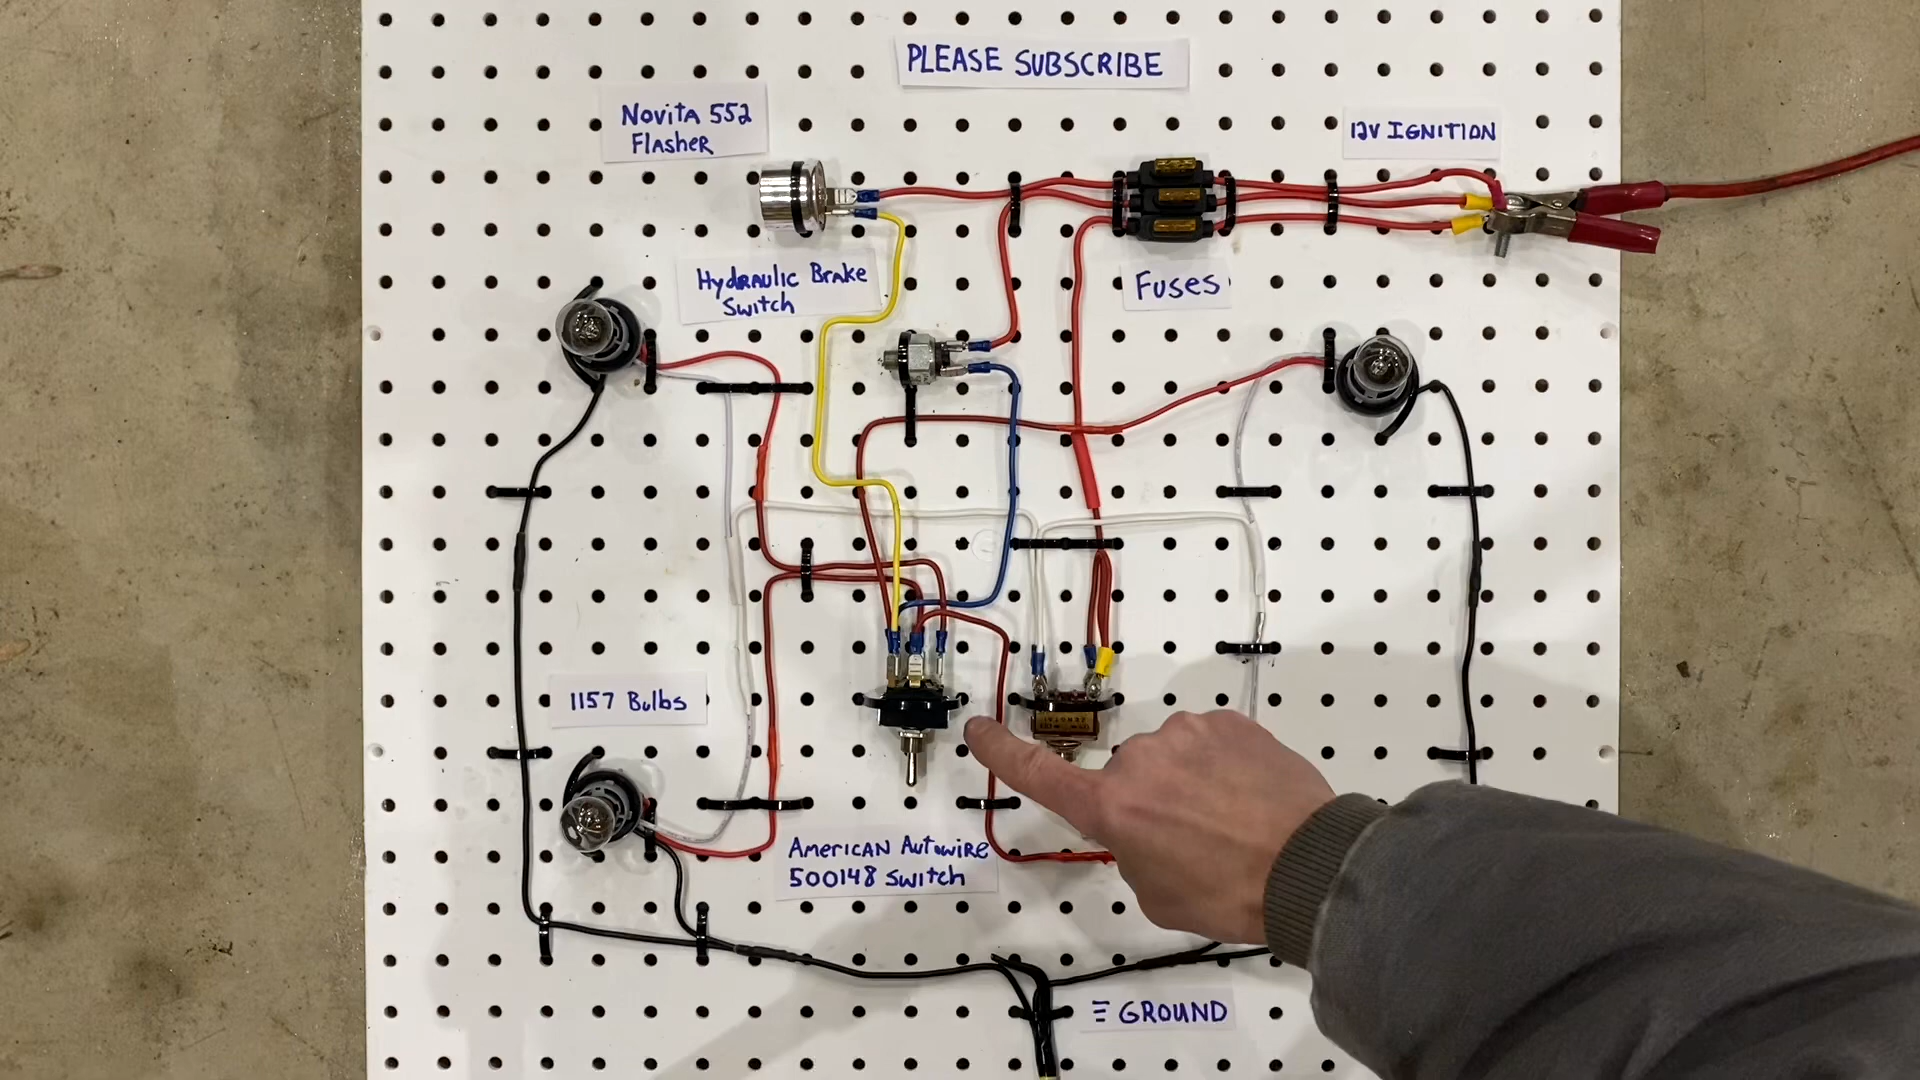 PLEASE SUBSCRIBE
Novita 552
Flasher
12V IGNITION
Hydraulic Brake
Switch
Fuses
1157 Bulbs
American Autowire
500148 Switch
GROUND